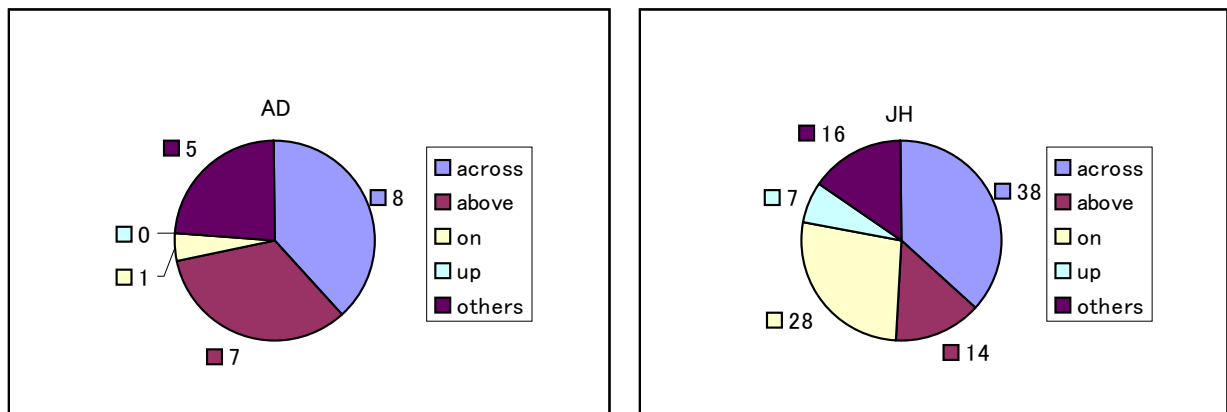 AD
5
8
0
1
7
across
above
on
up
others
JH
16
38
7
28
14
across
above
on
up
others